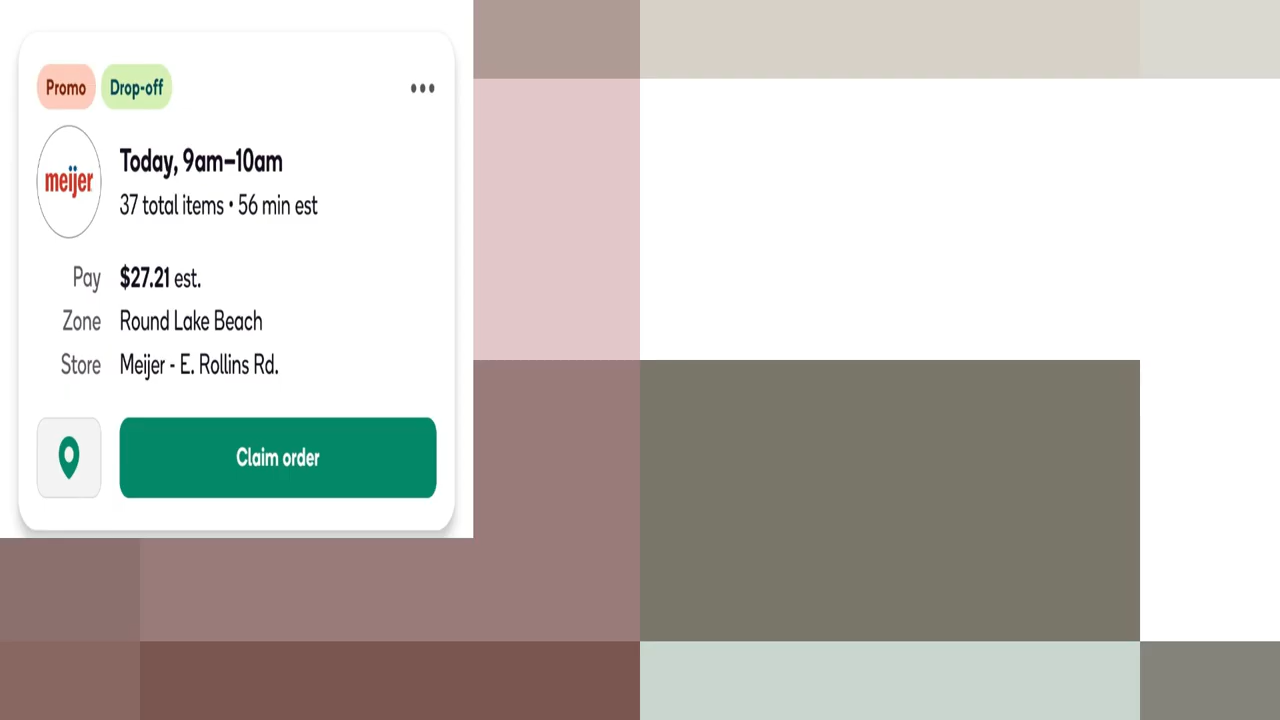 Promo Drop-off
meijer
Today, 9am–10am
37 total items • 56 min est
Pay $27.21 est.
Zone Round Lake Beach
Store Meijer - E. Rollins Rd.
Claim order